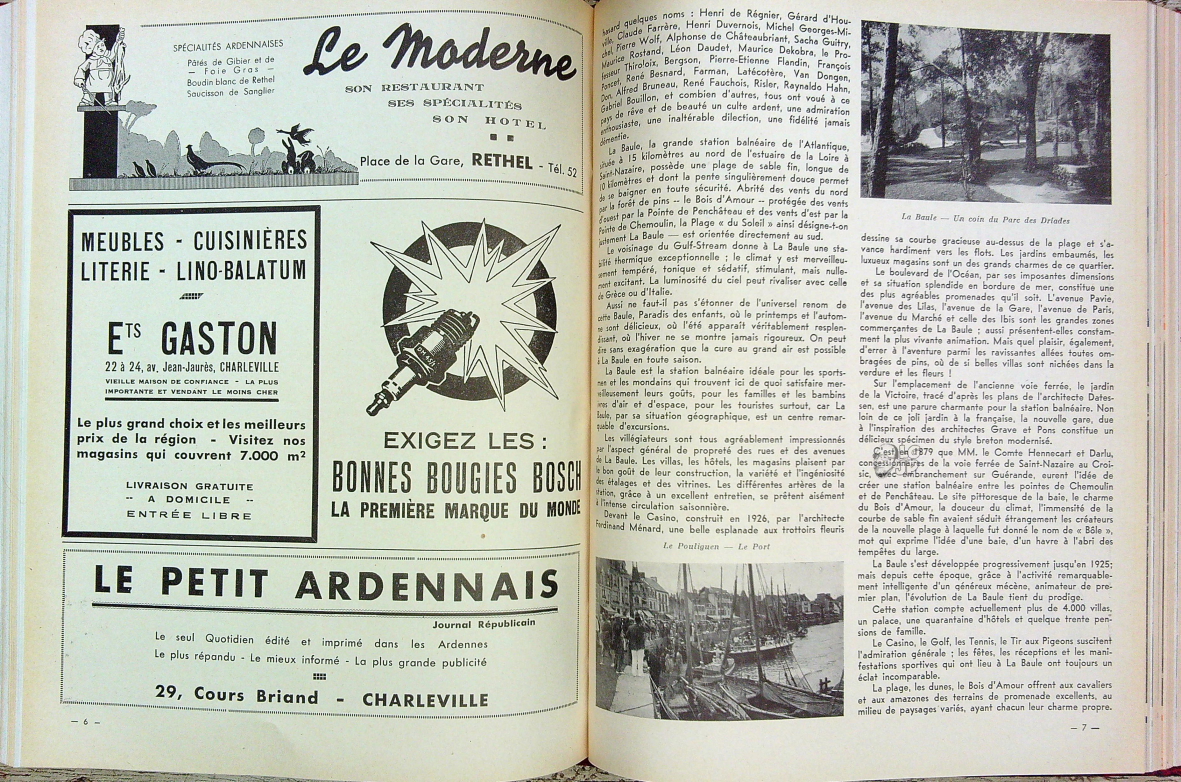 SPÉCIALITÉS ARDENNAISES
Pâtés de Gibier et de
— Foie Gras —
Boudin blanc de Rethel
Saucisson de Sanglier
Le Moderne
SON RESTAURANT
SES SPÉCIALITÉS
SON HOTEL
Place de la Gare, RETHEL - Tél. 52
MEUBLES - CUISINIÈRES
LITERIE - LINO-BALATUM
ETS GASTON
22 à 24, av. Jean-Jaurès, CHARLEVILLE
VIEILLE MAISON DE CONFIANCE - LA PLUS
IMPORTANTE ET VENDANT LE MOINS CHER
Le plus grand choix et les meilleurs
prix de la région - Visitez nos
magasins qui couvrent 7.000 m²
LIVRAISON GRATUITE
-- A DOMICILE --
ENTRÉE LIBRE
BOSCH
EXIGEZ LES :
BONNES BOUGIES BOSCH
LA PREMIÈRE MARQUE DU MONDE
LE PETIT ARDENNAIS
Journal Républicain
Le seul Quotidien édité et imprimé dans les Ardennes
Le plus répandu - Le mieux informé - La plus grande publicité
29, Cours Briand - CHARLEVILLE
— 6 —
quelques noms : Henri de Régnier, Gérard d'Hou-
ville, Claude Farrère, Henri Duvernois, Michel Georges-Mi-
chel, Pierre Wolf, Alphonse de Châteaubriant, Sacha Guitry,
Maurice Rostand, Léon Daudet, Maurice Dekobra, le Pro-
fesseur Thiroloix, Bergson, Pierre-Etienne Flandin, François
Poncet, René Besnard, Farman, Latécotère, Van Dongen,
Don, Alfred Bruneau, René Fauchois, Risler, Raynaldo Hahn,
Gabriel Bouillon, et combien d'autres, tous ont voué à ce
pays de rêve et de beauté un culte ardent, une admiration
enthousiaste, une inaltérable dilection, une fidélité jamais
démentie.
La Baule, la grande station balnéaire de l'Atlantique,
située à 15 kilomètres au nord de l'estuaire de la Loire à
Saint-Nazaire, possède une plage de sable fin, longue de
10 kilomètres et dont la pente singulièrement douce permet
de se baigner en toute sécurité. Abrité des vents du nord
par la forêt de pins -- le Bois d'Amour -- protégée des vents
d'ouest par la Pointe de Penchâteau et des vents d'est par la
Pointe de Chemoulin, la Plage « du Soleil » ainsi désigne-t-on
justement La Baule — est orientée directement au sud.
Le voisinage du Gulf-Stream donne à La Baule une sta-
bilité thermique exceptionnelle ; le climat y est merveilleu-
sement tempéré, tonique et sédatif, stimulant, mais nulle-
ment excitant. La luminosité du ciel peut rivaliser avec celle
de Grèce ou d'Italie.
Aussi ne faut-il pas s'étonner de l'universel renom de
cette Baule, Paradis des enfants, où le printemps et l'autom-
ne sont délicieux, où l'été apparaît véritablement resplen-
dissant, où l'hiver ne se montre jamais rigoureux. On peut
dire sans exagération que la cure au grand air est possible
à La Baule en toute saison.
La Baule est la station balnéaire idéale pour les sports-
men et les mondains qui trouvent ici de quoi satisfaire mer-
veilleusement leurs goûts, pour les familles et les bambins
ivres d'air et d'espace, pour les touristes surtout, car La
Baule, par sa situation géographique, est un centre remar-
quable d'excursions.
Les villégiateurs sont tous agréablement impressionnés
par l'aspect général de propreté des rues et des avenues
de La Baule. Les villas, les hôtels, les magasins plaisent par
le bon goût de leur construction, la variété et l'ingéniosité
des étalages et des vitrines. Les différentes artères de la
station, grâce à un excellent entretien, se prêtent aisément
à l'intense circulation saisonnière.
Devant le Casino, construit en 1926, par l'architecte
Ferdinand Ménard, une belle esplanade aux trottoirs fleuris
Le Pouliguen — Le Port
La Baule — Un coin du Parc des Driades
dessine sa courbe gracieuse au-dessus de la plage et s'a-
vance hardiment vers les flots. Les jardins embaumés, les
luxueux magasins sont un des grands charmes de ce quartier.
Le boulevard de l'Océan, par ses imposantes dimensions
et sa situation splendide en bordure de mer, constitue une
des plus agréables promenades qu'il soit. L'avenue Pavie,
l'avenue des Lilas, l'avenue de la Gare, l'avenue de Paris,
l'avenue du Marché et celle des Ibis sont les grandes zones
commerçantes de La Baule ; aussi présentent-elles constam-
ment la plus vivante animation. Mais quel plaisir, également,
d'errer à l'aventure parmi les ravissantes allées toutes om-
bragées de pins, où de si belles villas sont nichées dans la
verdure et les fleurs !
Sur l'emplacement de l'ancienne voie ferrée, le jardin
de la Victoire, tracé d'après les plans de l'architecte Dates-
sen, est une parure charmante pour la station balnéaire. Non
loin de ce joli jardin à la française, la nouvelle gare, due
à l'inspiration des architectes Grave et Pons constitue un
délicieux spécimen du style breton modernisé.
C'est en 1879 que MM. le Comte Hennecart et Darlu,
concessionnaires de la voie ferrée de Saint-Nazaire au Croi-
sic avec embranchement sur Guérande, eurent l'idée de
créer une station balnéaire entre les pointes de Chemoulin
et de Penchâteau. Le site pittoresque de la baie, le charme
du Bois d'Amour, la douceur du climat, l'immensité de la
courbe de sable fin avaient séduit étrangement les créateurs
de la nouvelle plage à laquelle fut donné le nom de « Bôle »,
mot qui exprime l'idée d'une baie, d'un havre à l'abri des
tempêtes du large.
La Baule s'est développée progressivement jusqu'en 1925;
mais depuis cette époque, grâce à l'activité remarquable-
ment intelligente d'un généreux mécène, animateur de pre-
mier plan, l'évolution de La Baule tient du prodige.
Cette station compte actuellement plus de 4.000 villas,
un palace, une quarantaine d'hôtels et quelque trente pen-
sions de famille.
Le Casino, le Golf, les Tennis, le Tir aux Pigeons suscitent
l'admiration générale ; les fêtes, les réceptions et les mani-
festations sportives qui ont lieu à La Baule ont toujours un
éclat incomparable.
La plage, les dunes, le Bois d'Amour offrent aux cavaliers
et aux amazones des terrains de promenade excellents, au
milieu de paysages variés, ayant chacun leur charme propre.
— 7 —